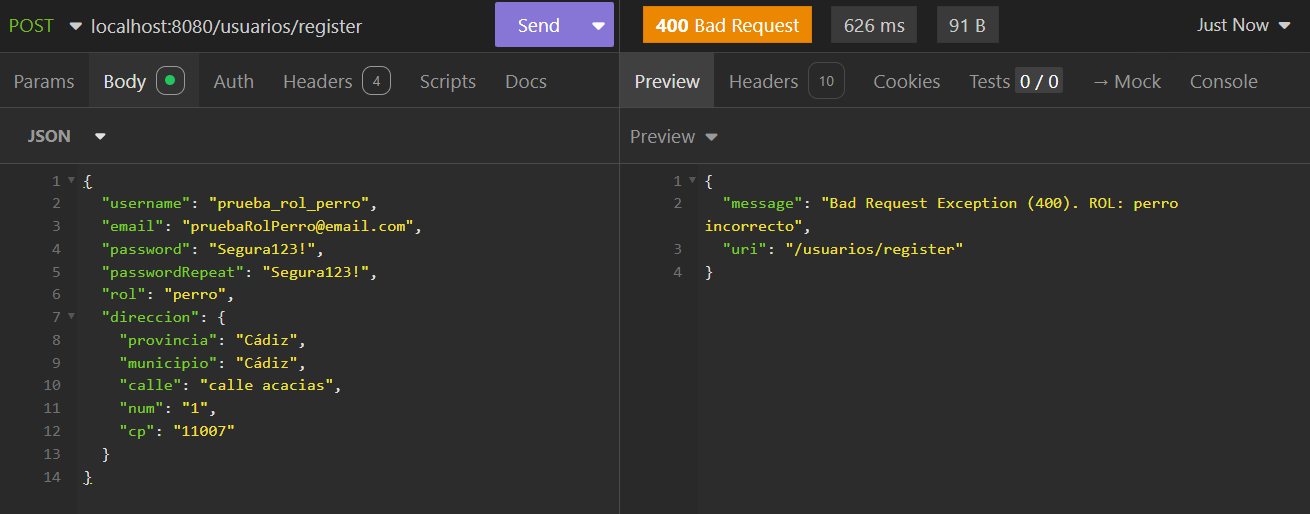 POST localhost:8080/usuarios/register Send 400 Bad Request 626 ms 91 B Just Now
Params Body Auth Headers 4 Scripts Docs Preview Headers 10 Cookies Tests 0 / 0 → Mock Console
JSON Preview
1 {
2 "username": "prueba_rol_perro",
3 "email": "pruebaRolPerro@email.com",
4 "password": "Segura123!",
5 "passwordRepeat": "Segura123!",
6 "rol": "perro",
7 "direccion": {
8 "provincia": "Cádiz",
9 "municipio": "Cádiz",
10 "calle": "calle acacias",
11 "num": "1",
12 "cp": "11007"
13 }
14 }
1 {
2 "message": "Bad Request Exception (400). ROL: perro
incorrecto",
3 "uri": "/usuarios/register"
4 }